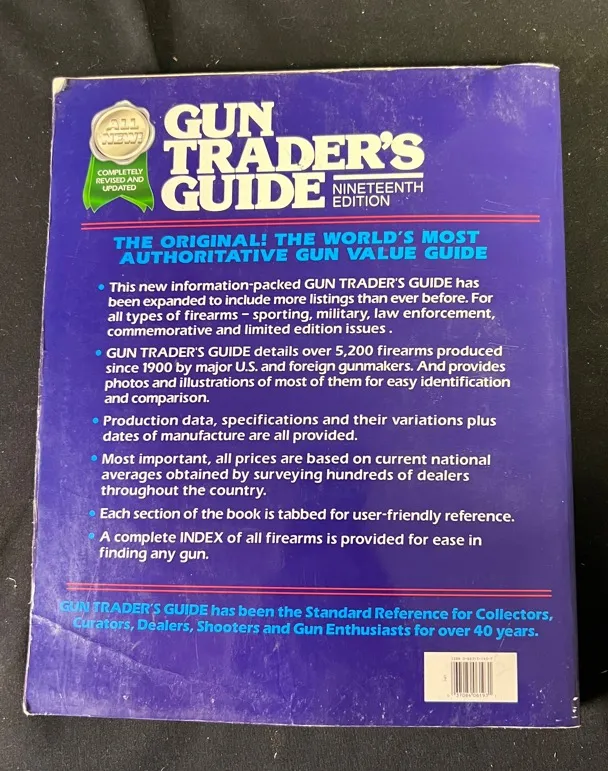 ALL
NEW!
COMPLETELY
REVISED AND
UPDATED
GUN
TRADER'S
GUIDE
NINETEENTH
EDITION
THE ORIGINAL! THE WORLD'S MOST
AUTHORITATIVE GUN VALUE GUIDE
• This new information-packed GUN TRADER'S GUIDE has
been expanded to include more listings than ever before. For
all types of firearms – sporting, military, law enforcement,
commemorative and limited edition issues .
• GUN TRADER'S GUIDE details over 5,200 firearms produced
since 1900 by major U.S. and foreign gunmakers. And provides
photos and illustrations of most of them for easy identification
and comparison.
• Production data, specifications and their variations plus
dates of manufacture are all provided.
• Most important, all prices are based on current national
averages obtained by surveying hundreds of dealers
throughout the country.
• Each section of the book is tabbed for user-friendly reference.
• A complete INDEX of all firearms is provided for ease in
finding any gun.
GUN TRADER'S GUIDE has been the Standard Reference for Collectors,
Curators, Dealers, Shooters and Gun Enthusiasts for over 40 years.